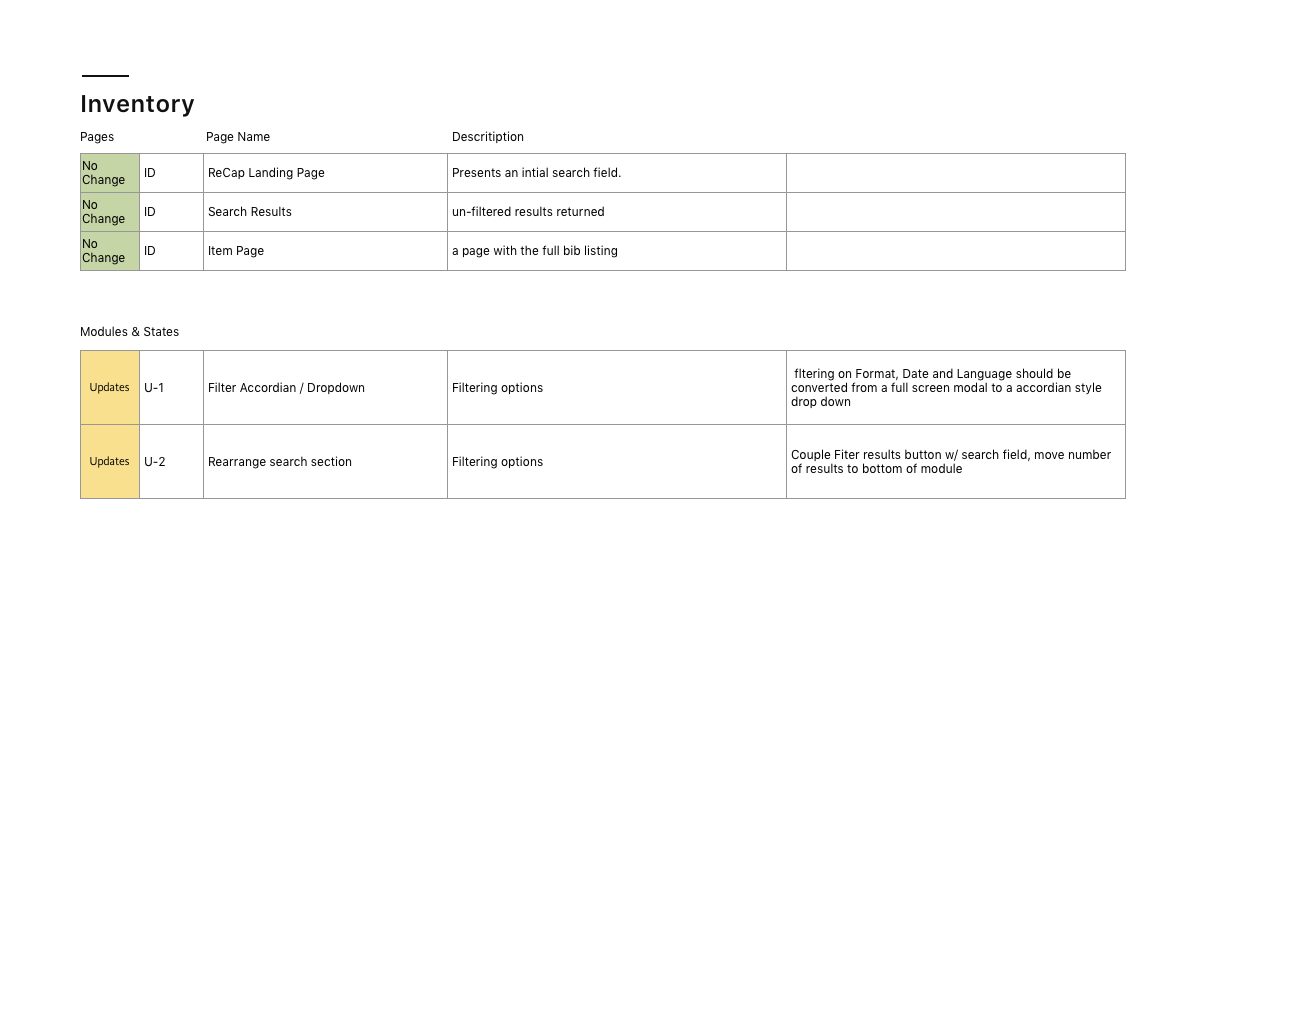 Inventory
Pages Page Name Descritiption
No
Change ID ReCap Landing Page Presents an intial search field.
No
Change ID Search Results un-filtered results returned
No
Change ID Item Page a page with the full bib listing
Modules & States
Updates U-1 Filter Accordian / Dropdown Filtering options fltering on Format, Date and Language should be
converted from a full screen modal to a accordian style
drop down
Updates U-2 Rearrange search section Filtering options Couple Fiter results button w/ search field, move number
of results to bottom of module